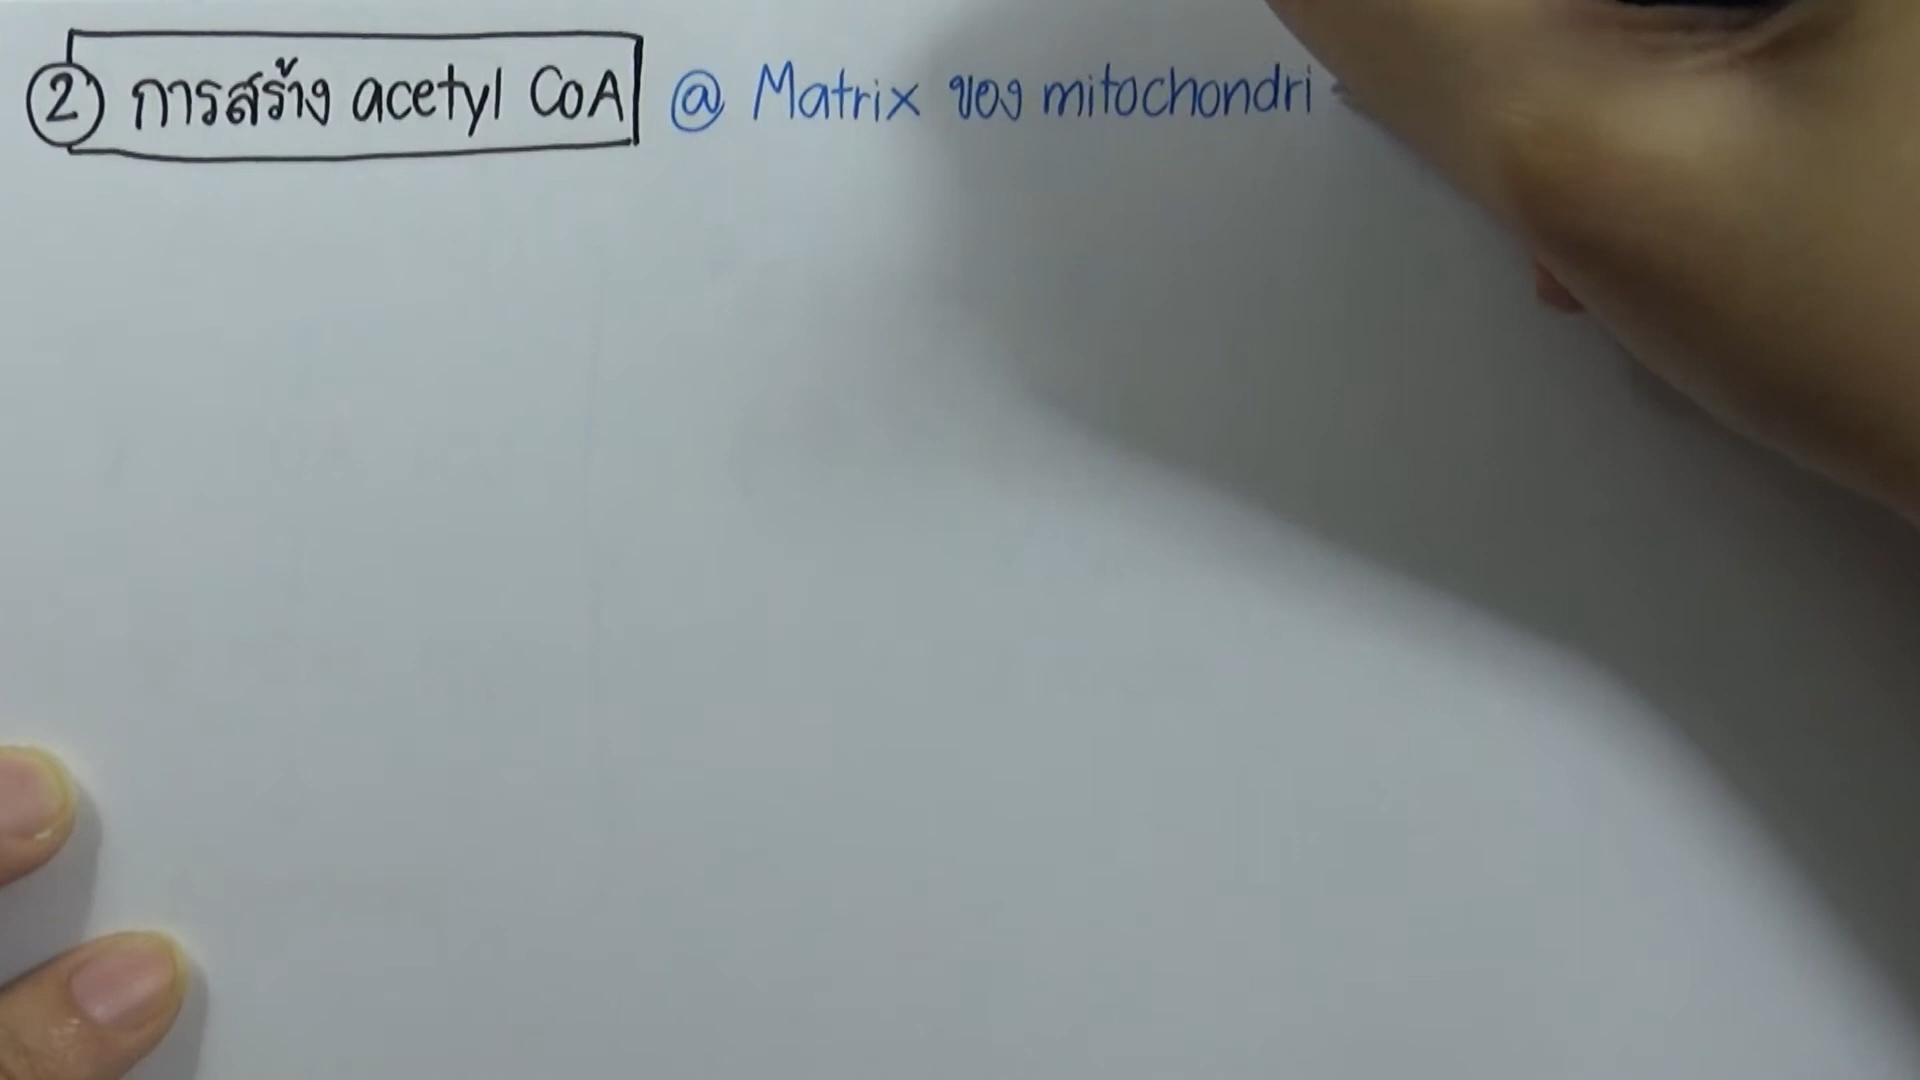 ② การสร้าง acetyl CoA @ Matrix ของ mitochondri